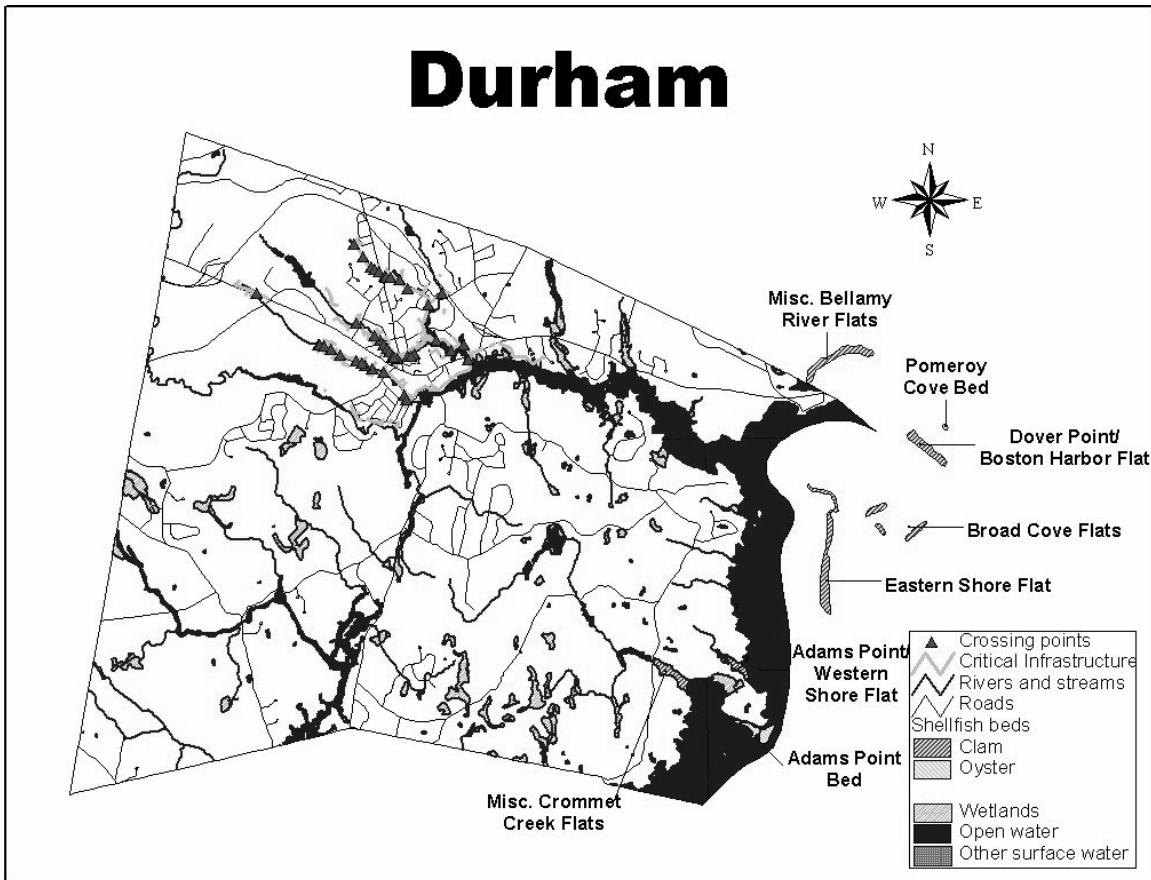 Durham
N
W E
S
Misc. Bellamy
River Flats
Pomeroy
Cove Bed
Dover Point/
Boston Harbor Flat
Broad Cove Flats
Eastern Shore Flat
Adams Point/
Western
Shore Flat
Adams Point
Bed
Misc. Crommet
Creek Flats
Crossing points
Critical Infrastructure
Rivers and streams
Roads
Shellfish beds
Clam
Oyster
Wetlands
Open water
Other surface water